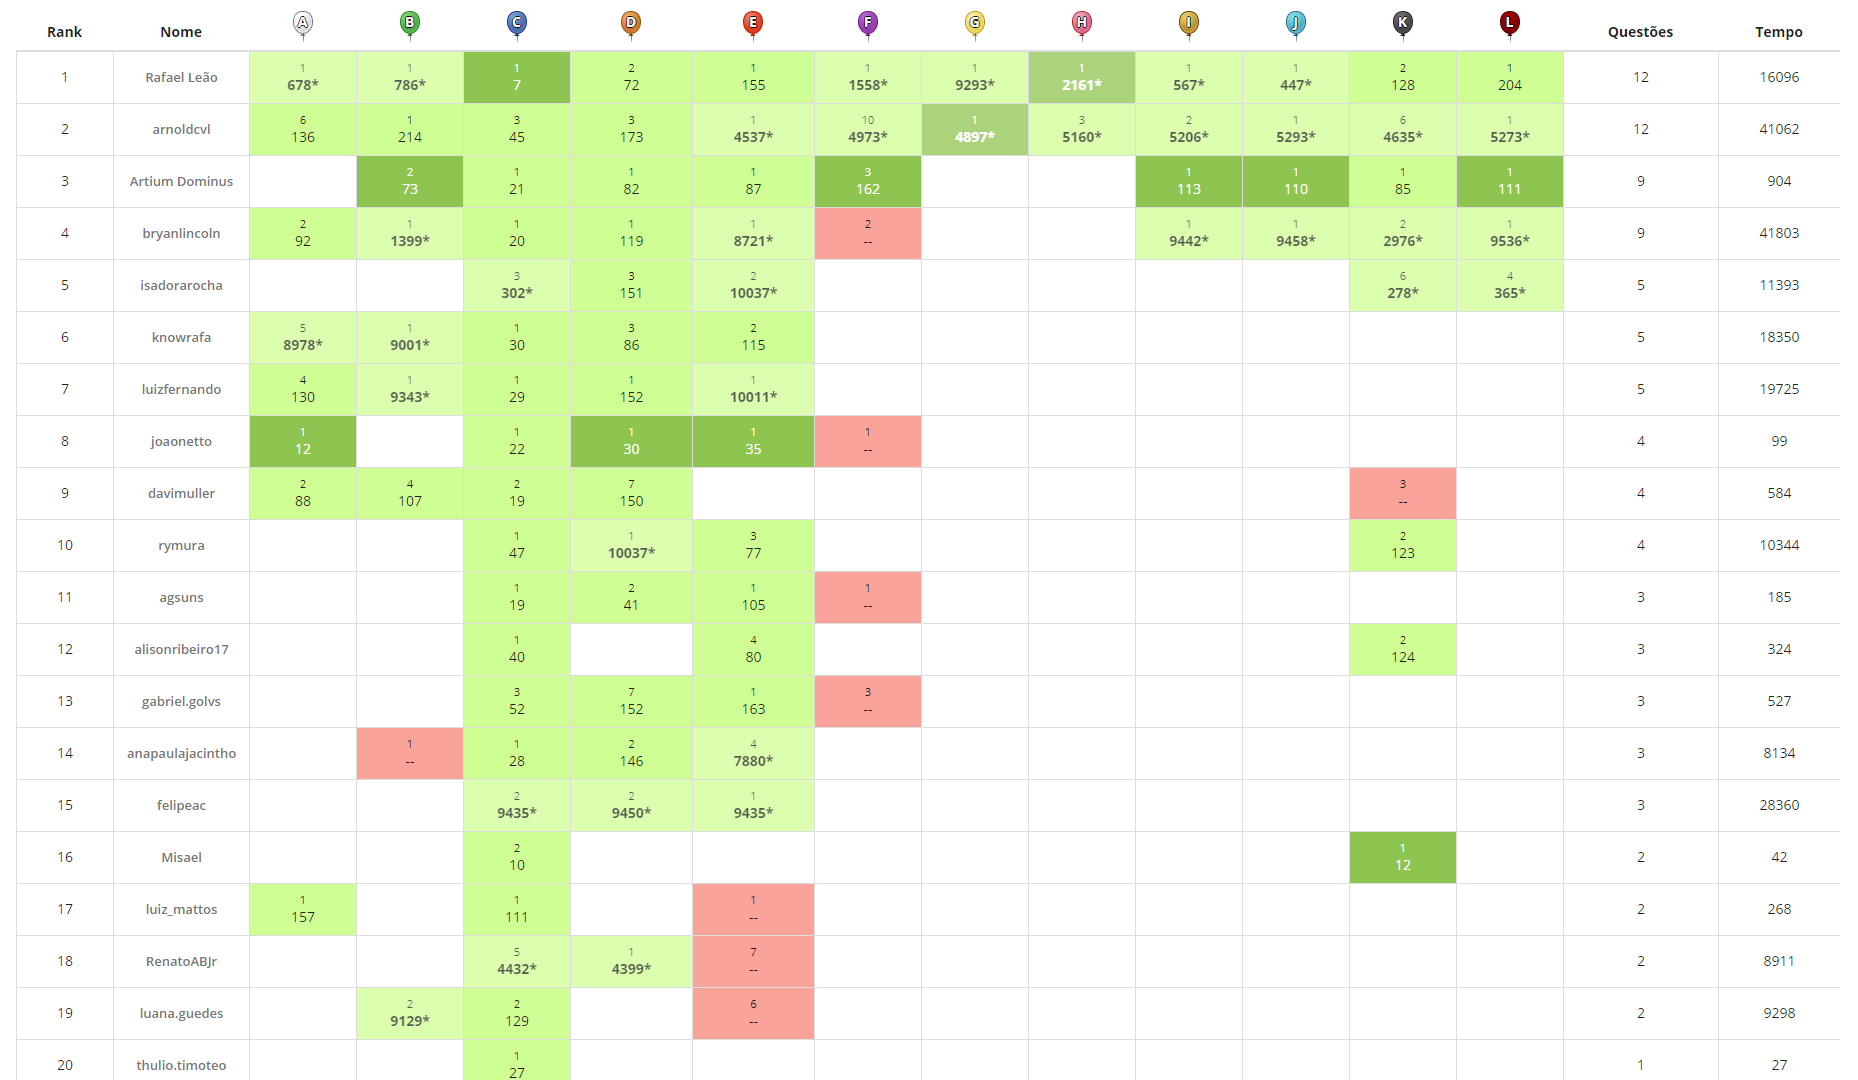 Rank Nome A B C D E F G H I J K L Questões Tempo
1 1 1 2 1 1 1 1 1 1 2 1
1 Rafael Leão 678* 786* 7 72 155 1558* 9293* 2161* 567* 447* 128 204 12 16096
6 1 3 3 1 10 1 3 2 1 6 1
2 arnoldcvl 136 214 45 173 4537* 4973* 4897* 5160* 5206* 5293* 4635* 5273* 12 41062
2 1 1 1 3 1 1 1 1
3 Artium Dominus 73 21 82 87 162 113 110 85 111 9 904
2 1 1 1 1 2 1 1 2 1
4 bryanlincoln 92 1399* 20 119 8721* -- 9442* 9458* 2976* 9536* 9 41803
3 3 2 6 4
5 isadorarocha 302* 151 10037* 278* 365* 5 11393
5 1 1 3 2
6 knowrafa 8978* 9001* 30 86 115 5 18350
4 1 1 1 1
7 luizfernando 130 9343* 29 152 10011* 5 19725
1 1 1 1 1
8 joaonetto 12 22 30 35 -- 4 99
2 4 2 7 3
9 davimuller 88 107 19 150 -- 4 584
1 1 3 2
10 rymura 47 10037* 77 123 4 10344
1 2 1 1
11 agsuns 19 41 105 -- 3 185
1 4 2
12 alisonribeiro17 40 80 124 3 324
3 7 1 3
13 gabriel.golvs 52 152 163 -- 3 527
1 1 2 4
14 anapaulajacintho -- 28 146 7880* 3 8134
2 2 1
15 felipeac 9435* 9450* 9435* 3 28360
2 1
16 Misael 10 12 2 42
1 1 1
17 luiz_mattos 157 111 -- 2 268
5 1 7
18 RenatoABJr 4432* 4399* -- 2 8911
2 2 6
19 luana.guedes 9129* 129 -- 2 9298
1
20 thulio.timoteo 27 1 27